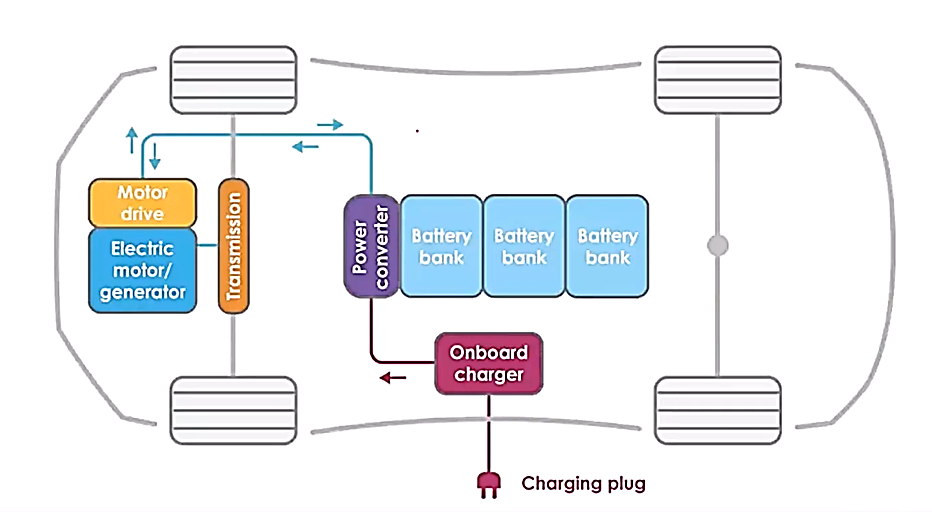 Motor
drive
Electric
motor/
generator
Transmission
Power
converter
Battery
bank
Battery
bank
Battery
bank
Onboard
charger
Charging plug